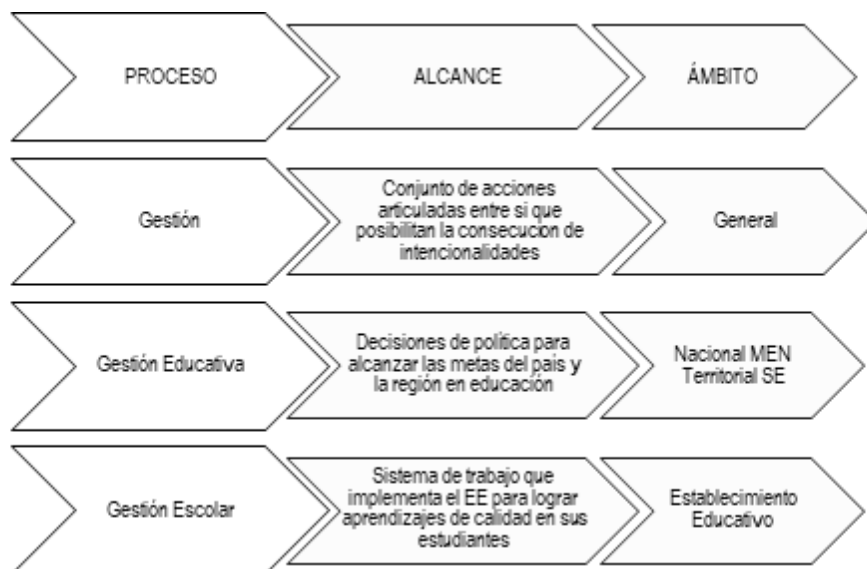 PROCESO
ALCANCE
ÁMBITO
Gestión
Conjunto de acciones
articuladas entre si que
posibilitan la consecucion de
intencionalidades
General
Gestión Educativa
Decisiones de política para
alcanzar las metas del país y
la región en educación
Nacional MEN
Territorial SE
Gestión Escolar
Sistema de trabajo que
implementa el EE para lograr
aprendizajes de calidad en sus
estudiantes
Establecimiento
Educativo